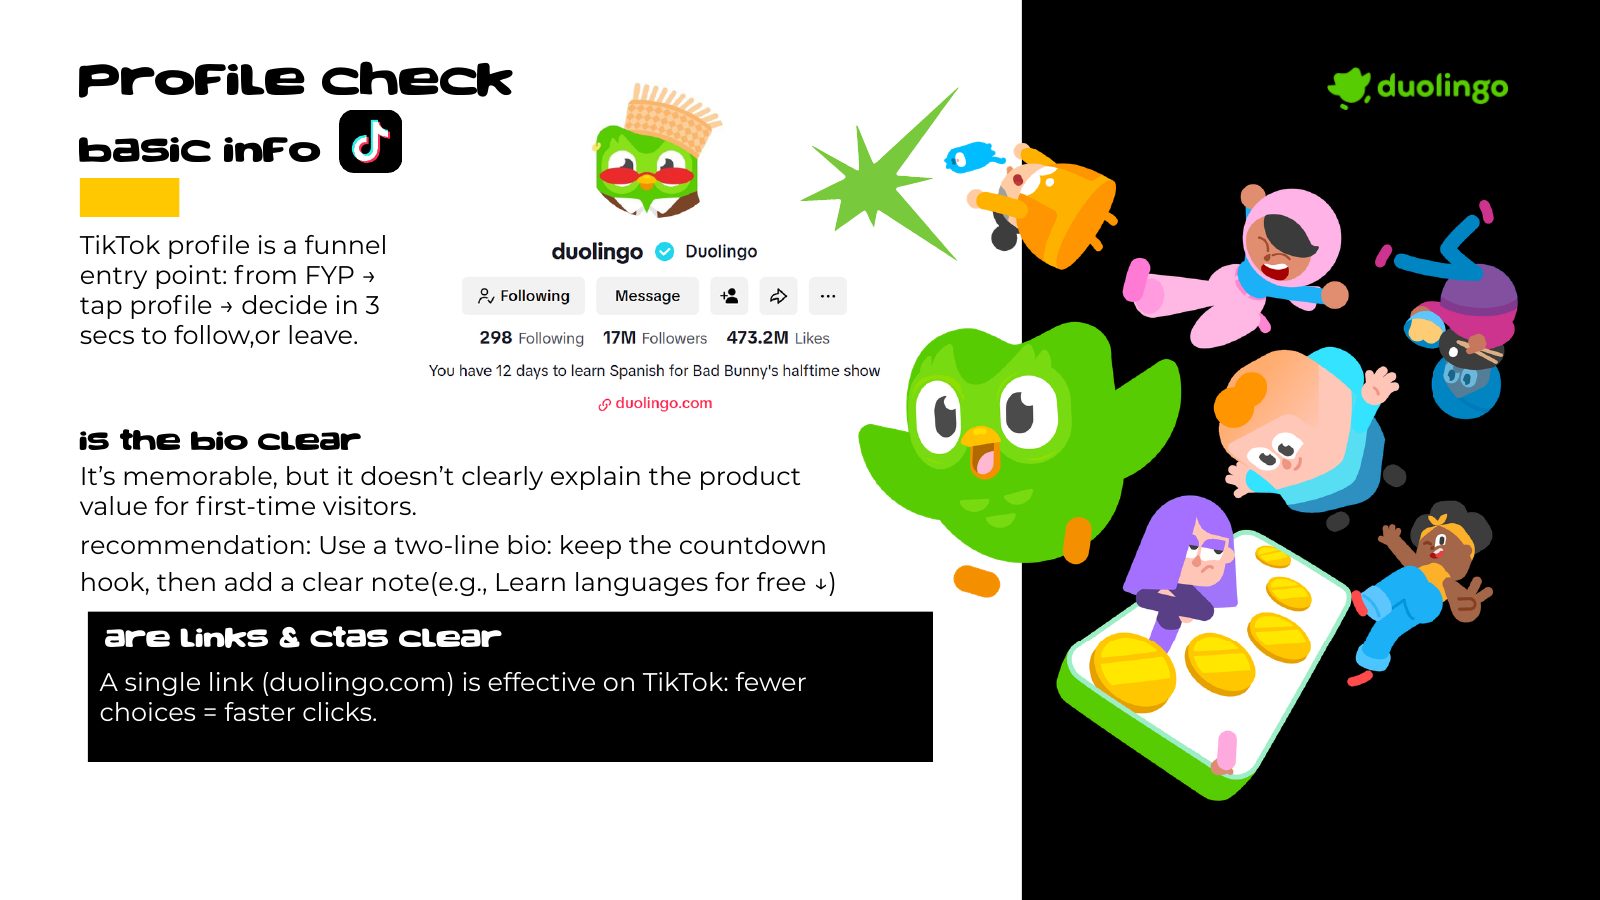 Profile check
basic info
TikTok profile is a funnel
entry point: from FYP →
tap profile → decide in 3
secs to follow,or leave.
duolingo Duolingo
Following Message
298 Following 17M Followers 473.2M Likes
You have 12 days to learn Spanish for Bad Bunny's halftime show
duolingo.com
is the bio clear
It’s memorable, but it doesn’t clearly explain the product
value for first-time visitors.
recommendation: Use a two-line bio: keep the countdown
hook, then add a clear note(e.g., Learn languages for free ↓)
are links & ctas clear
A single link (duolingo.com) is effective on TikTok: fewer
choices = faster clicks.
duolingo